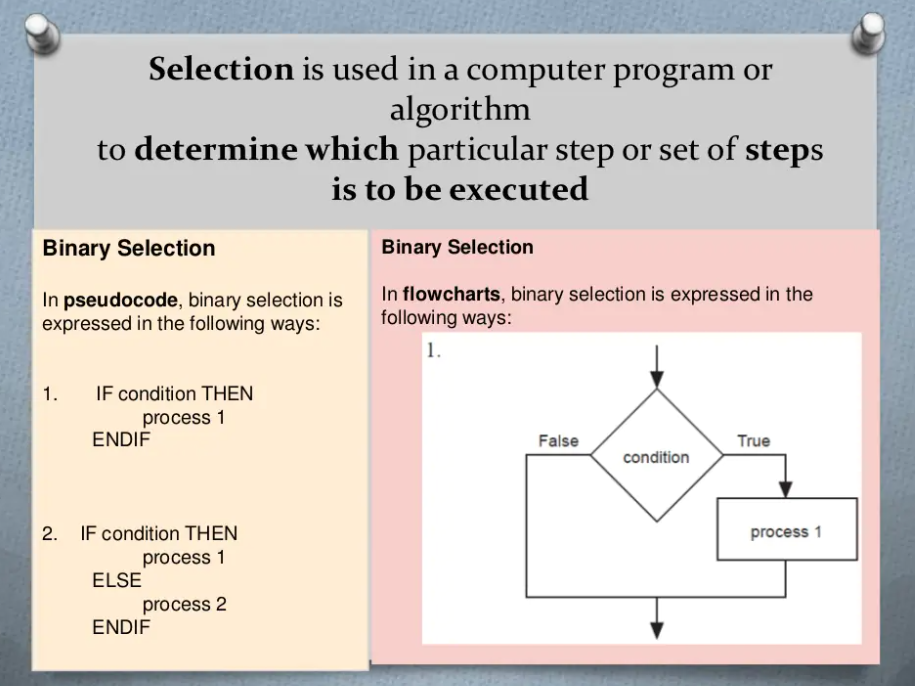 Selection is used in a computer program or
algorithm
to determine which particular step or set of steps
is to be executed
Binary Selection
In pseudocode, binary selection is
expressed in the following ways:
1. IF condition THEN
process 1
ENDIF
2. IF condition THEN
process 1
ELSE
process 2
ENDIF
Binary Selection
In flowcharts, binary selection is expressed in the
following ways:
1.
False
True
condition
process 1